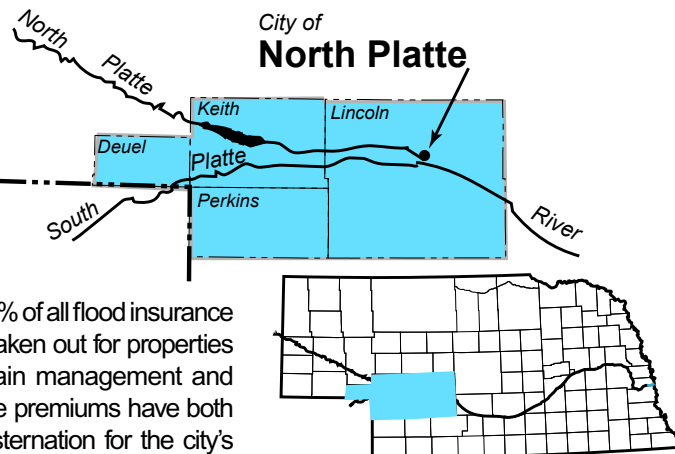 City of
North Platte
North
Platte
Keith
Lincoln
Deuel
Platte
South
Perkins
River
% of all flood insurance
aken out for properties
ain management and
e premiums have both
sternation for the city's